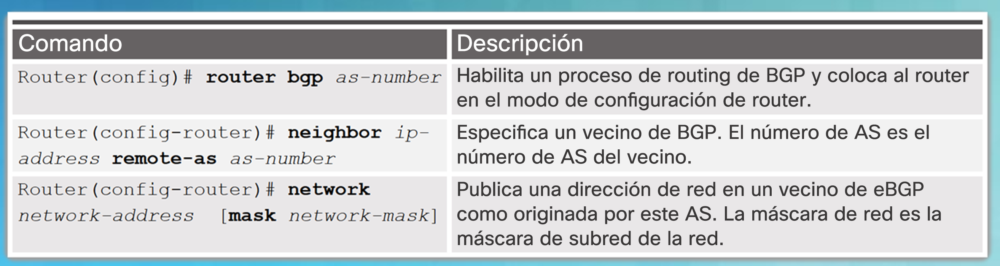 Comando
Descripción
Router(config)# router bgp as-number
Habilita un proceso de routing de BGP y coloca al router
en el modo de configuración de router.
Router(config-router)# neighbor ip-
address remote-as as-number
Especifica un vecino de BGP. El número de AS es el
número de AS del vecino.
Router(config-router)# network
network-address [mask network-mask]
Publica una dirección de red en un vecino de eBGP
como originada por este AS. La máscara de red es la
máscara de subred de la red.